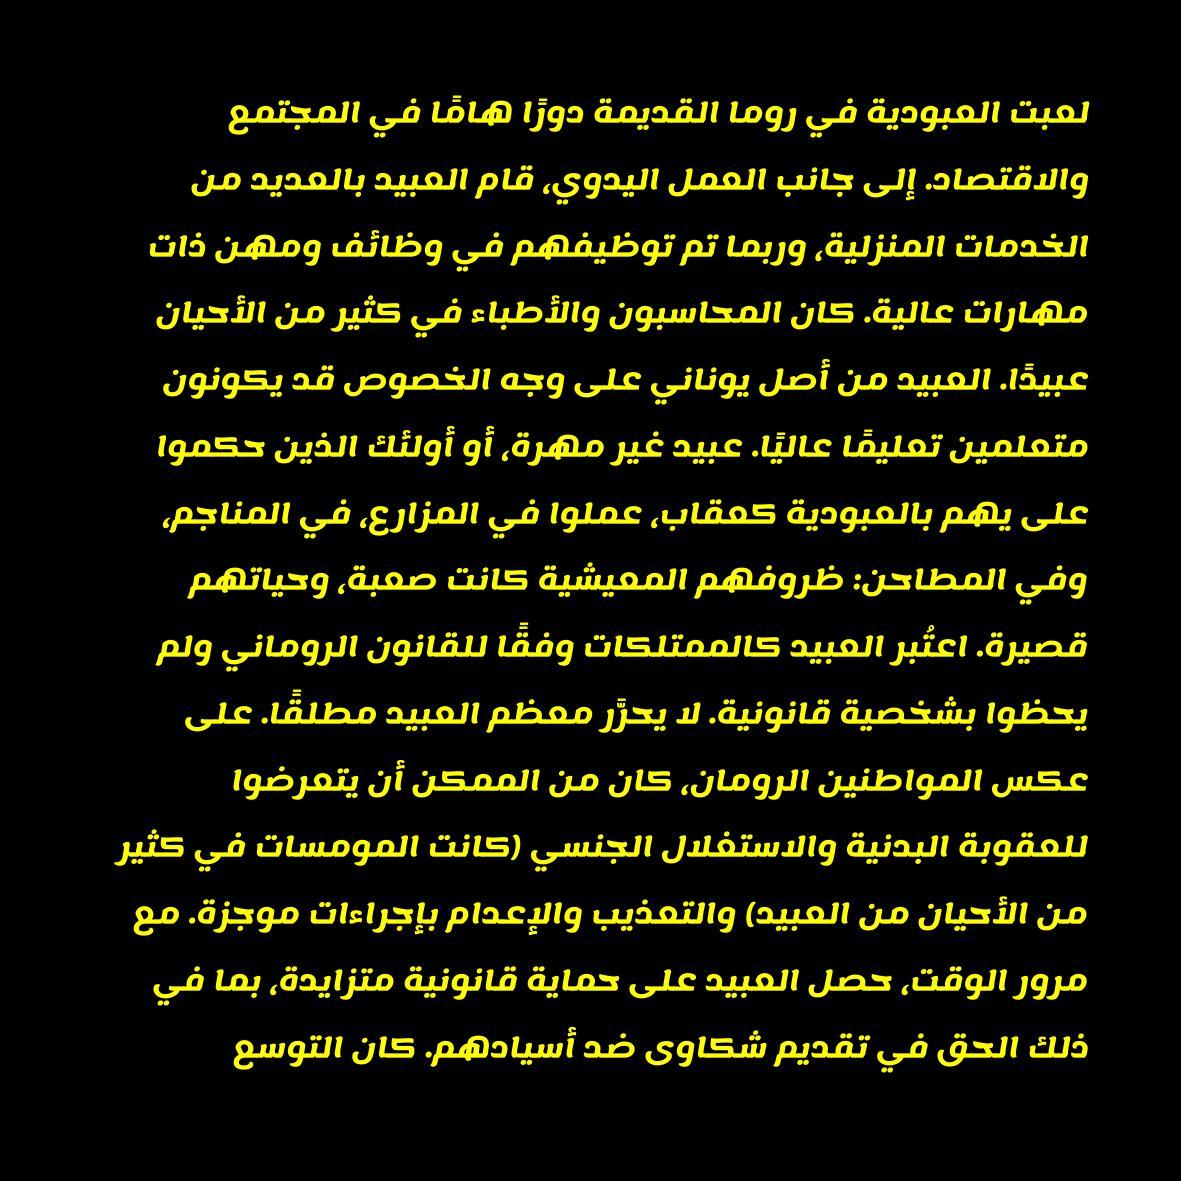 لعبت العبودية في روما القديمة دورًا هامًا في المجتمع
والاقتصاد. إلى جانب العمل اليدوي، قام العبيد بالعديد من
الخدمات المنزلية، وربما تم توظيفهم في وظائف ومهن ذات
مهارات عالية. كان المحاسبون والأطباء في كثير من الأحيان
عبيدًا. العبيد من أصل يوناني على وجه الخصوص قد يكونون
متعلمين تعليمًا عاليًا. عبيد غير مهرة، أو أولئك الذين حكموا
على يهم بالعبودية كعقاب، عملوا في المزارع، في المناجم،
وفي المطاحن: ظروفهم المعيشية كانت صعبة، وحياتهم
قصيرة. اعتُبر العبيد كالممتلكات وفقًا للقانون الروماني ولم
يحظوا بشخصية قانونية. لا يحرَّر معظم العبيد مطلقًا. على
عكس المواطنين الرومان، كان من الممكن أن يتعرضوا
للعقوبة البدنية والاستغلال الجنسي (كانت المومسات في كثير
من الأحيان من العبيد) والتعذيب والإعدام بإجراءات موجزة. مع
مرور الوقت، حصل العبيد على حماية قانونية متزايدة، بما في
ذلك الحق في تقديم شكاوى ضد أسيادهم. كان التوسع